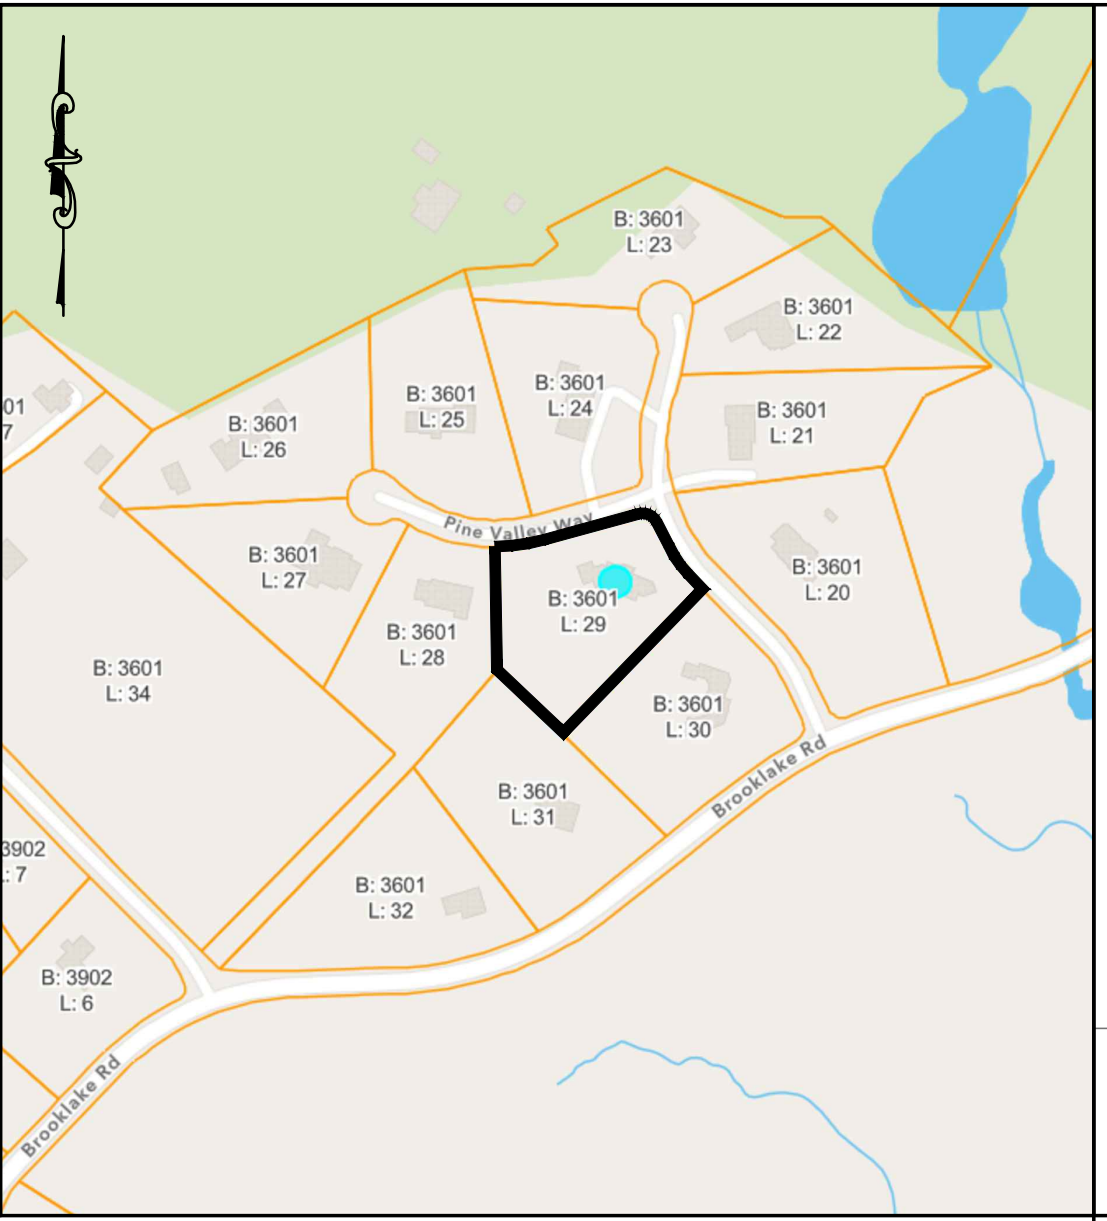 B: 3601
L: 23
B: 3601
L: 22
B: 3601
L: 24
B: 3601
L: 25
01
7
B: 3601
L: 21
B: 3601
L: 26
Pine Valley Way
B: 3601
L: 27
B: 3601
L: 20
B: 3601
L: 29
B: 3601
L: 28
B: 3601
L: 34
B: 3601
L: 30
Brooklake Rd
B: 3601
L: 31
3902
: 7
B: 3601
L: 32
B: 3902
L: 6
Brooklake Rd